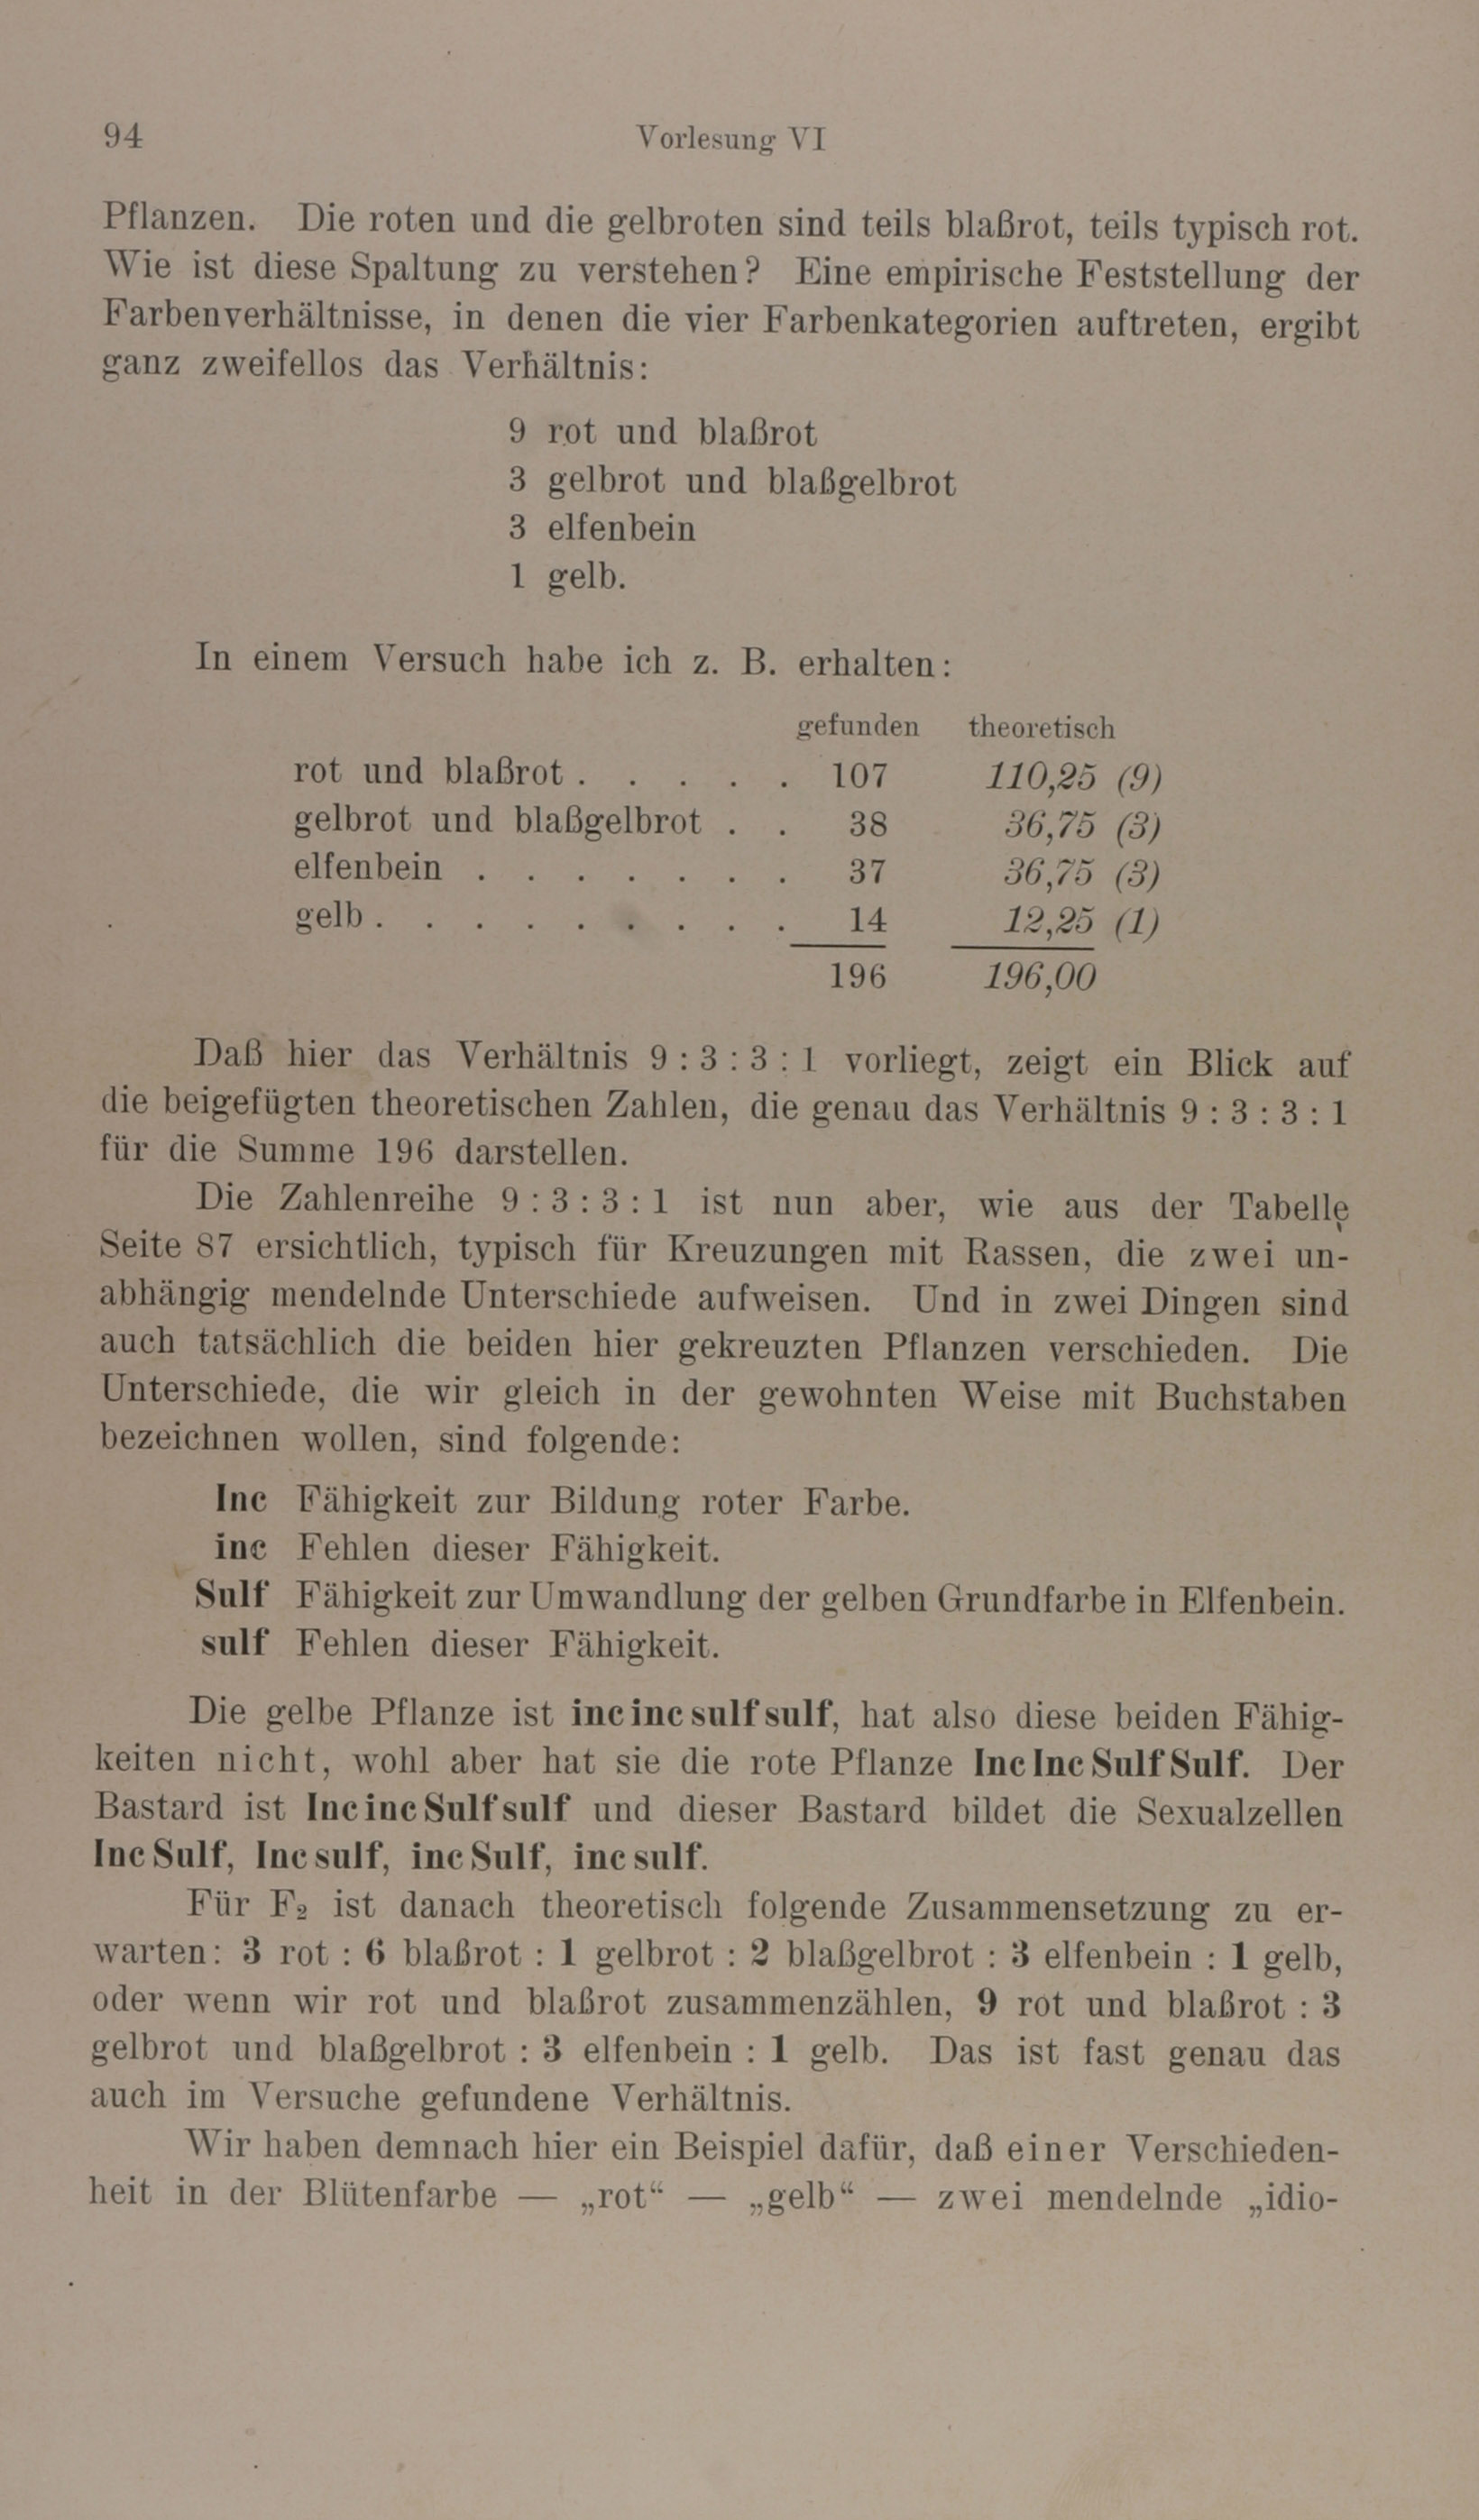 94 Vorlesung VI
Pflanzen. Die roten und die gelbroten sind teils blaßrot, teils typisch rot.
Wie ist diese Spaltung zu verstehen? Eine empirische Feststellung der
Farbenverhältnisse, in denen die vier Farbenkategorien auftreten, ergibt
ganz zweifellos das Verhältnis:
9 rot und blaßrot
3 gelbrot und blaßgelbrot
3 elfenbein
1 gelb.
In einem Versuch habe ich z. B. erhalten:
gefunden theoretisch
rot und blaßrot . . . . . 107 110,25 (9)
gelbrot und blaßgelbrot . . 38 36,75 (3)
elfenbein . . . . . . . 37 36,75 (3)
gelb . . . . . . . . . 14 12,25 (1)
196 196,00
Daß hier das Verhältnis 9 : 3 : 3 : 1 vorliegt, zeigt ein Blick auf
die beigefügten theoretischen Zahlen, die genau das Verhältnis 9 : 3 : 3 : 1
für die Summe 196 darstellen.
Die Zahlenreihe 9 : 3 : 3 : 1 ist nun aber, wie aus der Tabelle
Seite 87 ersichtlich, typisch für Kreuzungen mit Rassen, die zwei un-
abhängig mendelnde Unterschiede aufweisen. Und in zwei Dingen sind
auch tatsächlich die beiden hier gekreuzten Pflanzen verschieden. Die
Unterschiede, die wir gleich in der gewohnten Weise mit Buchstaben
bezeichnen wollen, sind folgende:
Inc Fähigkeit zur Bildung roter Farbe.
inc Fehlen dieser Fähigkeit.
Sulf Fähigkeit zur Umwandlung der gelben Grundfarbe in Elfenbein.
sulf Fehlen dieser Fähigkeit.
Die gelbe Pflanze ist inc inc sulf sulf, hat also diese beiden Fähig-
keiten nicht, wohl aber hat sie die rote Pflanze Inc Inc Sulf Sulf. Der
Bastard ist Inc inc Sulf sulf und dieser Bastard bildet die Sexualzellen
Inc Sulf, Inc sulf, inc Sulf, inc sulf.
Für F₂ ist danach theoretisch folgende Zusammensetzung zu er-
warten: 3 rot : 6 blaßrot : 1 gelbrot : 2 blaßgelbrot : 3 elfenbein : 1 gelb,
oder wenn wir rot und blaßrot zusammenzählen, 9 rot und blaßrot : 3
gelbrot und blaßgelbrot : 3 elfenbein : 1 gelb. Das ist fast genau das
auch im Versuche gefundene Verhältnis.
Wir haben demnach hier ein Beispiel dafür, daß einer Verschieden-
heit in der Blütenfarbe — „rot“ — „gelb“ — zwei mendelnde „idio-